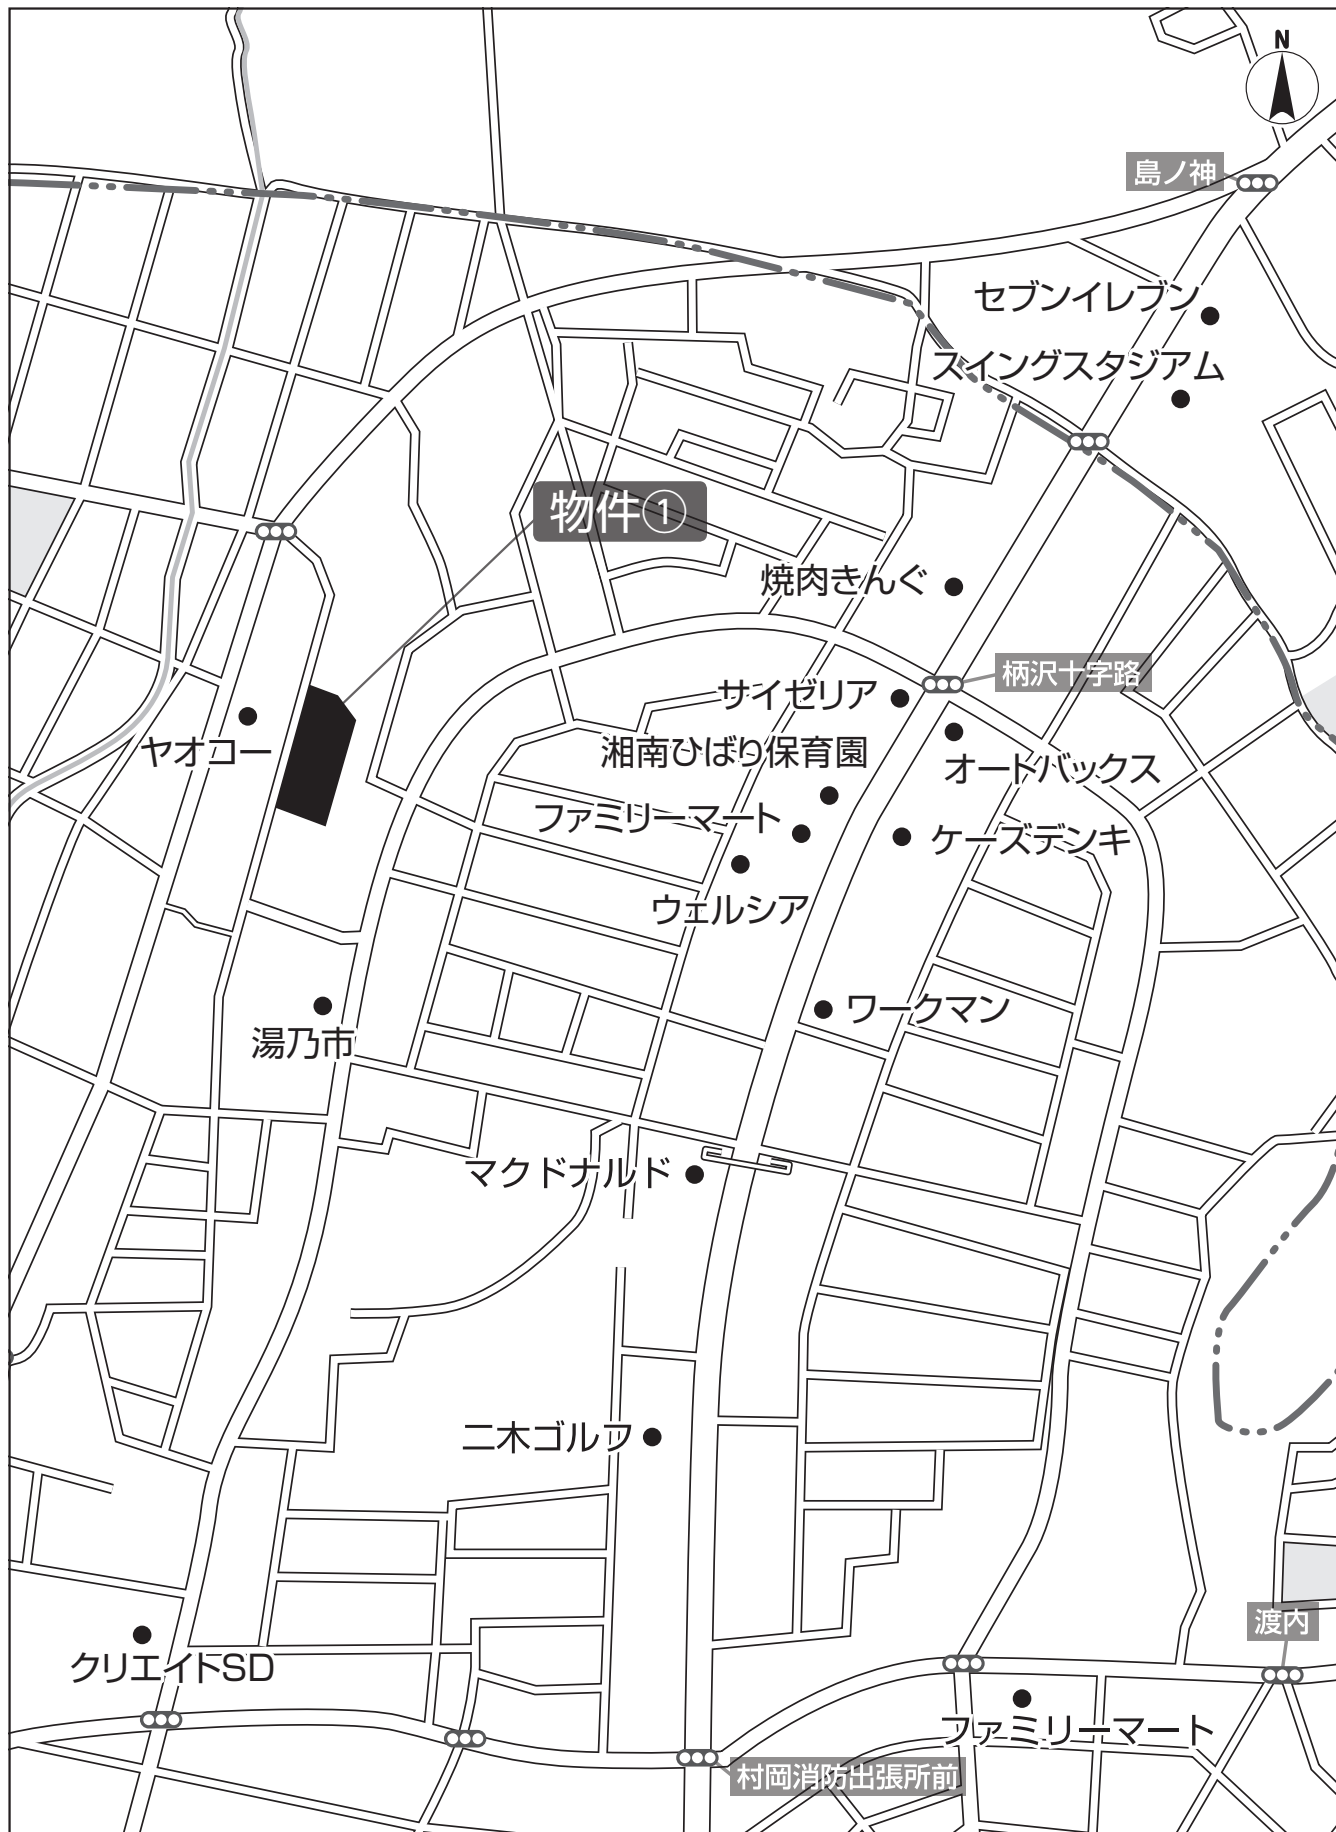 N
島ノ神
セブンイレブン
スイングスタジアム
物件①
焼肉きんぐ
柄沢十字路
サイゼリア
ヤオコー
湘南ひばり保育園
オートバックス
ファミリーマート
ケーズデンキ
ウェルシア
ワークマン
湯乃市
マクドナルド
二木ゴルフ
渡内
クリエイトSD
ファミリーマート
村岡消防出張所前